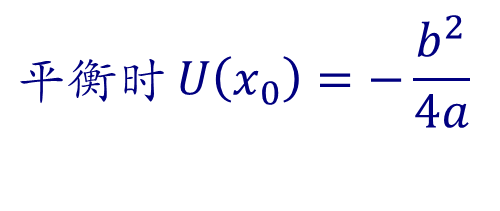 平衡时 U(x₀) = −b²/4a